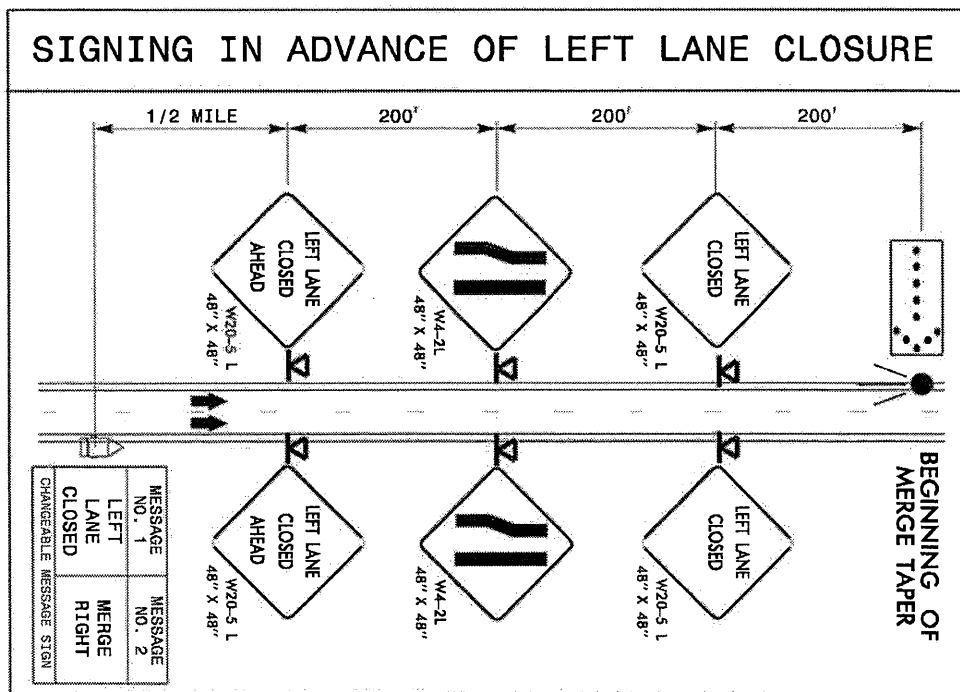 SIGNING IN ADVANCE OF LEFT LANE CLOSURE
1/2 MILE
200'
200'
200'
LEFT LANE
CLOSED
AHEAD
W20-5 L
48" X 48"
W4-2L
48" X 48"
LEFT LANE
CLOSED
W20-5 L
48" X 48"
BEGINNING OF
MERGE TAPER
LEFT LANE
CLOSED
AHEAD
W20-5 L
48" X 48"
W4-2L
48" X 48"
LEFT LANE
CLOSED
W20-5 L
48" X 48"
MESSAGE
NO. 1
MESSAGE
NO. 2
LEFT
LANE
CLOSED
MERGE
RIGHT
CHANGEABLE MESSAGE SIGN